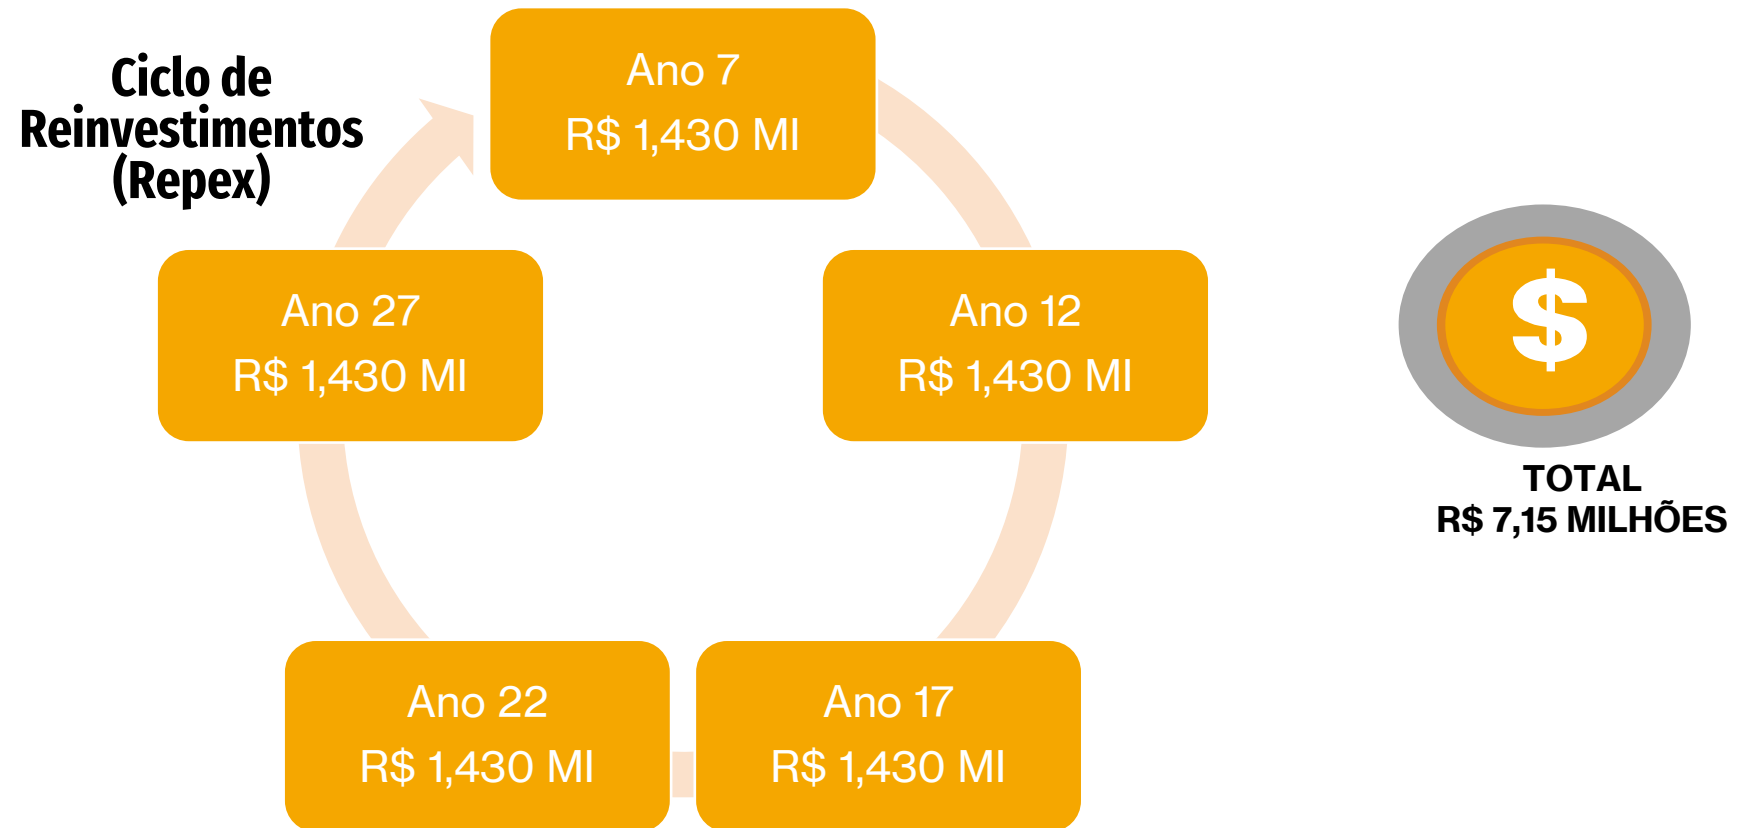 Ciclo de
Reinvestimentos
(Repex)
Ano 7
R$ 1,430 MI
Ano 12
R$ 1,430 MI
Ano 17
R$ 1,430 MI
Ano 22
R$ 1,430 MI
Ano 27
R$ 1,430 MI
$
TOTAL
R$ 7,15 MILHÕES